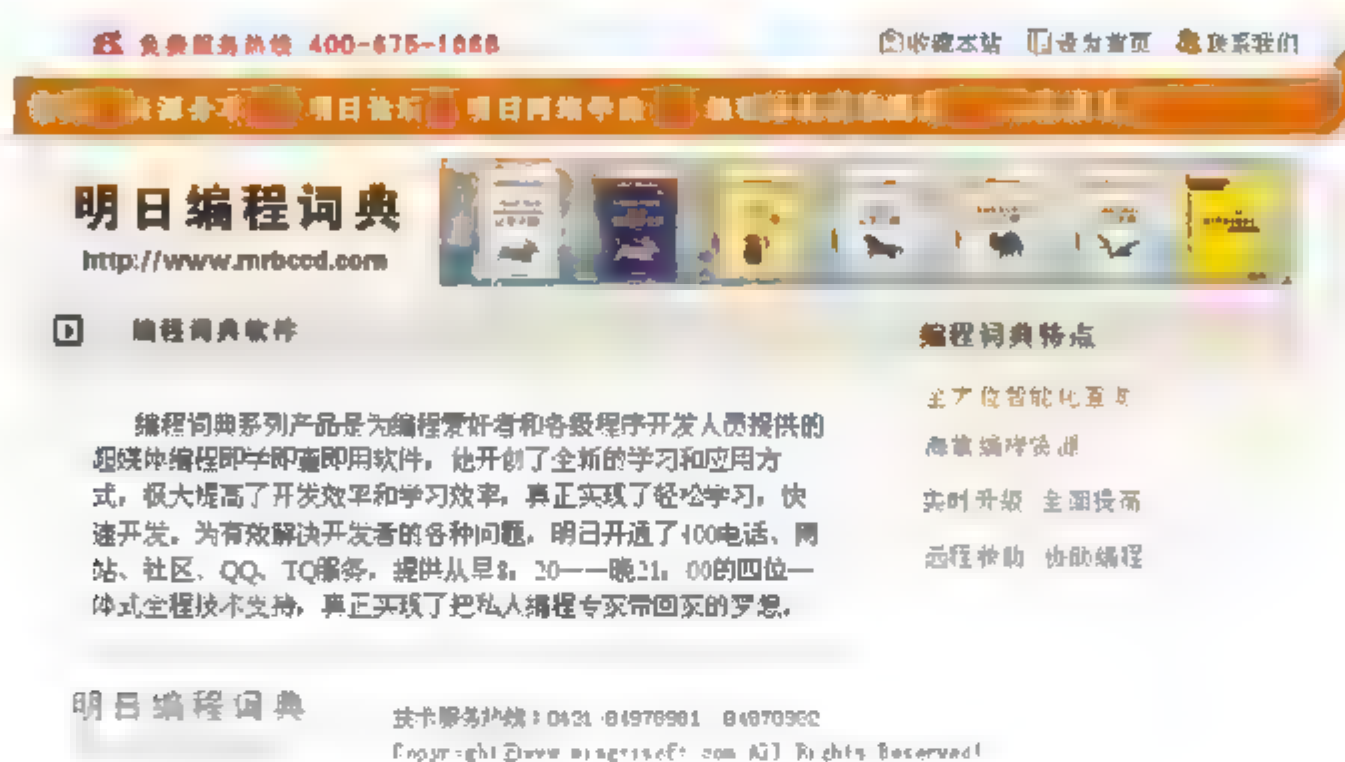 免费服务热线 400-675-1066
收藏本站 设为首页 联系我们
资源分享 明日论坛 明日网络学院
明日编程词典
http://www.mrbccd.com
编程词典软件
编程词典系列产品是为编程爱好者和各级程序开发人员提供的
超媒体编程即学即查即用软件，他开创了全新的学习和应用方
式，极大提高了开发效率和学习效率，真正实现了轻松学习，快
速开发。为有效解决开发者的各种问题，明日开通了400电话、网
站、社区、QQ、TQ服务，提供从早8：20——晚21：00的四位一
体式全程技术支持，真正实现了把私人编程专家带回家的梦想。
编程词典特点
全方位智能化查询
海量编程资源
实时升级 全面提高
远程协助 协助编程
明日编程词典
技术服务热线：0431-84978981 84978982
Copyright @www.mingrisoft.com All Rights Reserved!